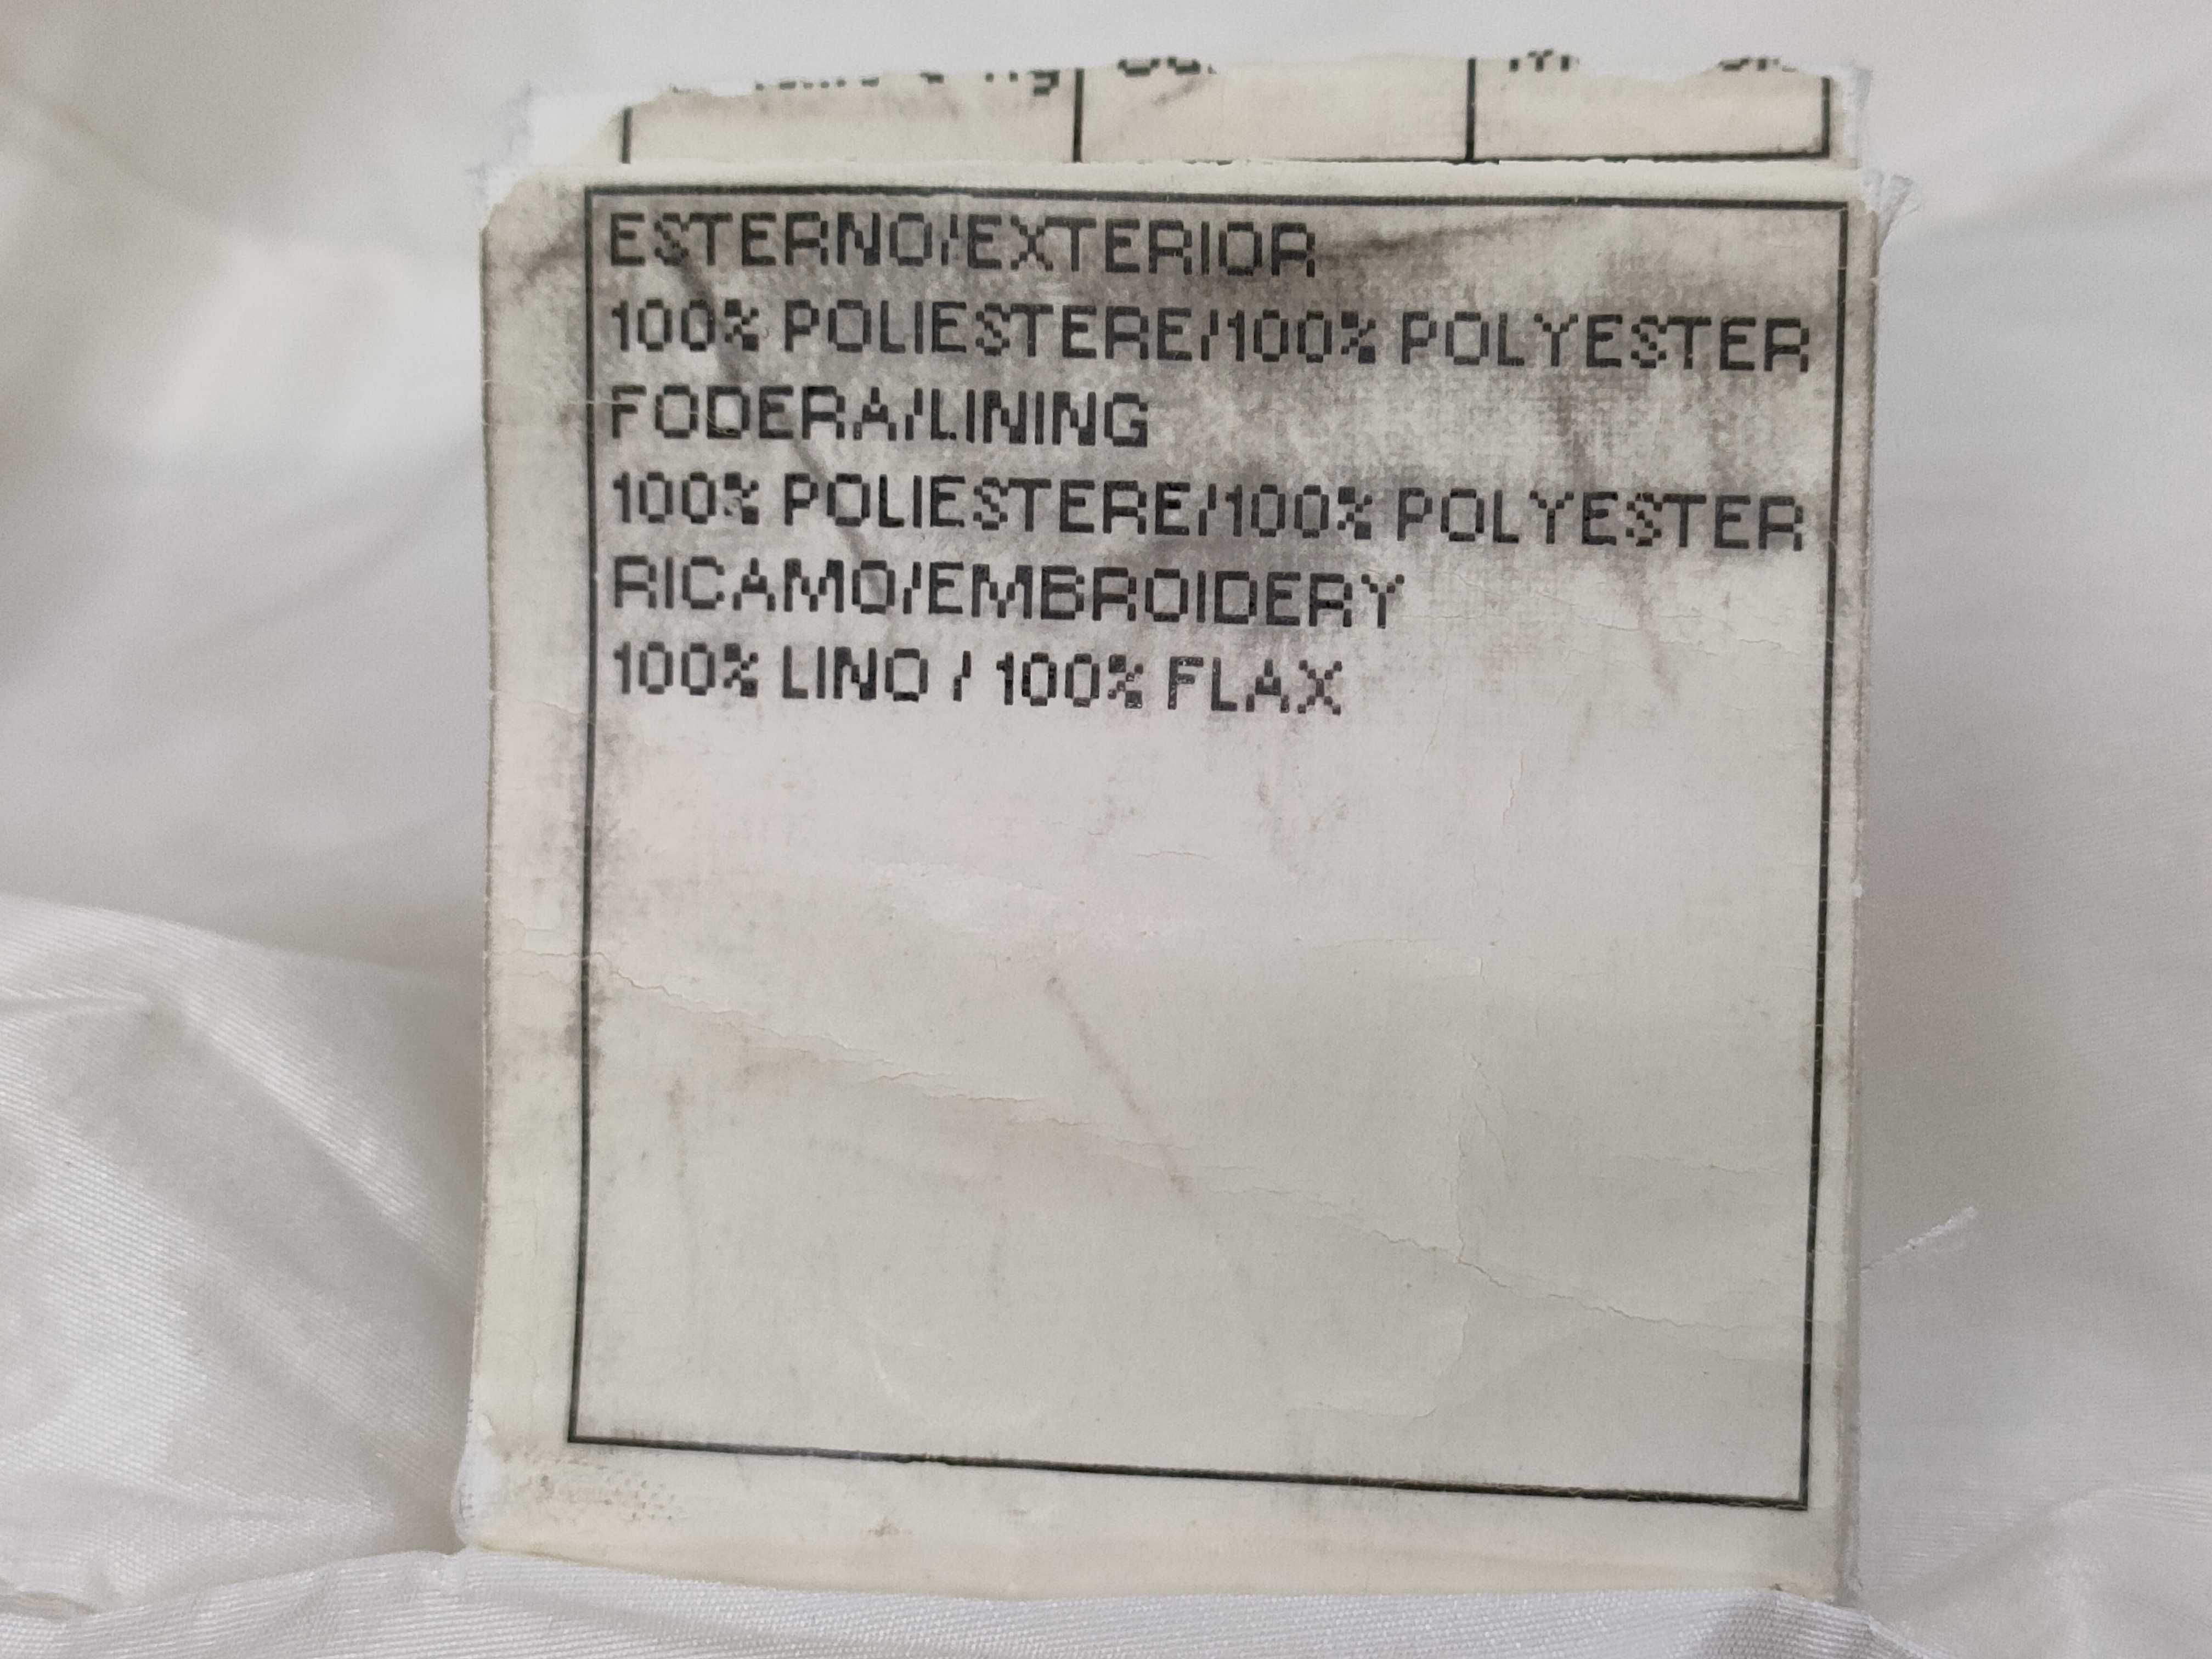 ESTERNO/EXTERIOR
100% POLIESTERE/100% POLYESTER
FODERA/LINING
100% POLIESTERE/100% POLYESTER
RICAMO/EMBROIDERY
100% LINO / 100% FLAX